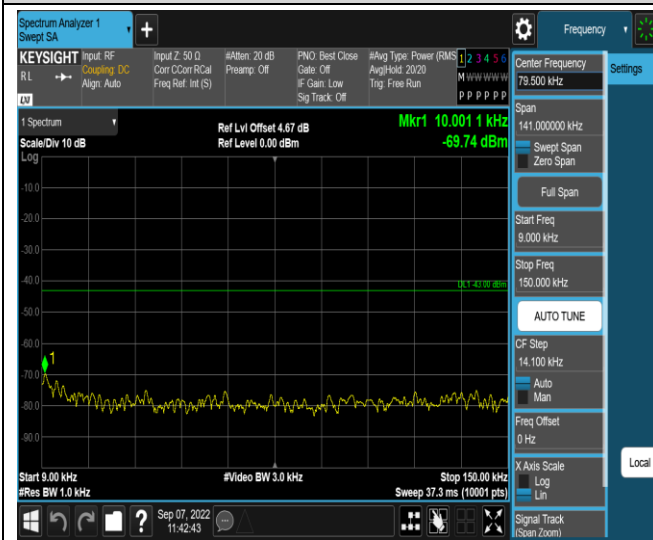 Spectrum Analyzer 1
Swept SA
+
Frequency
KEYSIGHT
RL
LXI
Input: RF
Coupling: DC
Align: Auto
Input Z: 50 Ω
Corr CCorr RCal
Freq Ref: Int (S)
#Atten: 20 dB
Preamp: Off
PNO: Best Close
Gate: Off
IF Gain: Low
Sig Track: Off
#Avg Type: Power (RMS
Avg|Hold: 20/20
Trig: Free Run
1 2 3 4 5 6
M W W W W W
P P P P P P
1 Spectrum
Scale/Div 10 dB
Ref Lvl Offset 4.67 dB
Ref Level 0.00 dBm
Mkr1 10.001 1 kHz
-69.74 dBm
Log
-10.0
-20.0
-30.0
-40.0
-50.0
-60.0
-70.0
-80.0
-90.0
DL1 -43.00 dBm
1
Start 9.00 kHz
#Res BW 1.0 kHz
#Video BW 3.0 kHz
Stop 150.00 kHz
Sweep 37.3 ms (10001 pts)
?
Sep 07, 2022
11:42:43
Center Frequency
79.500 kHz
Settings
Span
141.000000 kHz
Swept Span
Zero Span
Full Span
Start Freq
9.000 kHz
Stop Freq
150.000 kHz
AUTO TUNE
CF Step
14.100 kHz
Auto
Man
Freq Offset
0 Hz
X Axis Scale
Log
Lin
Local
Signal Track
(Span Zoom)